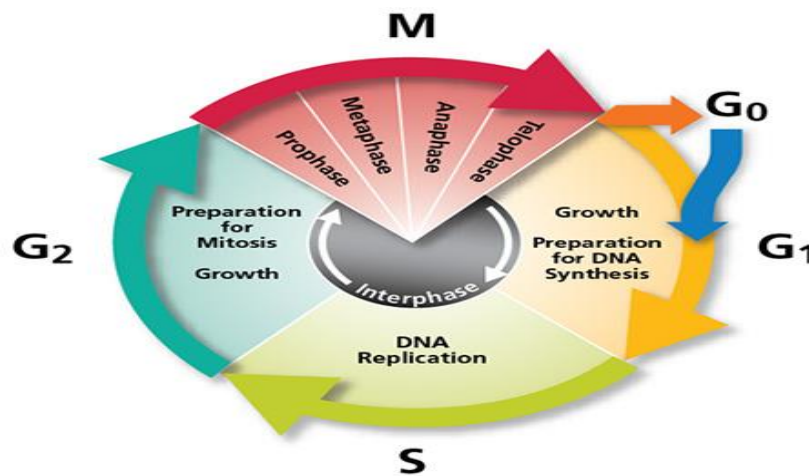 M
Prophase
Metaphase
Anaphase
Telophase
G0
G2
Preparation
for
Mitosis
Growth
Growth
Preparation
for DNA
Synthesis
G1
Interphase
DNA
Replication
S